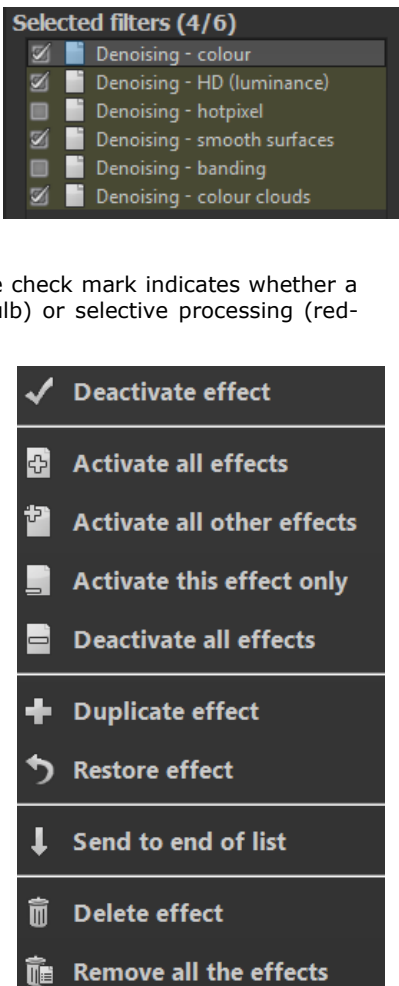 Selected filters (4/6)
Denoising - colour
Denoising - HD (luminance)
Denoising - hotpixel
Denoising - smooth surfaces
Denoising - banding
Denoising - colour clouds
check mark indicates whether a
or selective processing (red-
Deactivate effect
Activate all effects
Activate all other effects
Activate this effect only
Deactivate all effects
Duplicate effect
Restore effect
Send to end of list
Delete effect
Remove all the effects